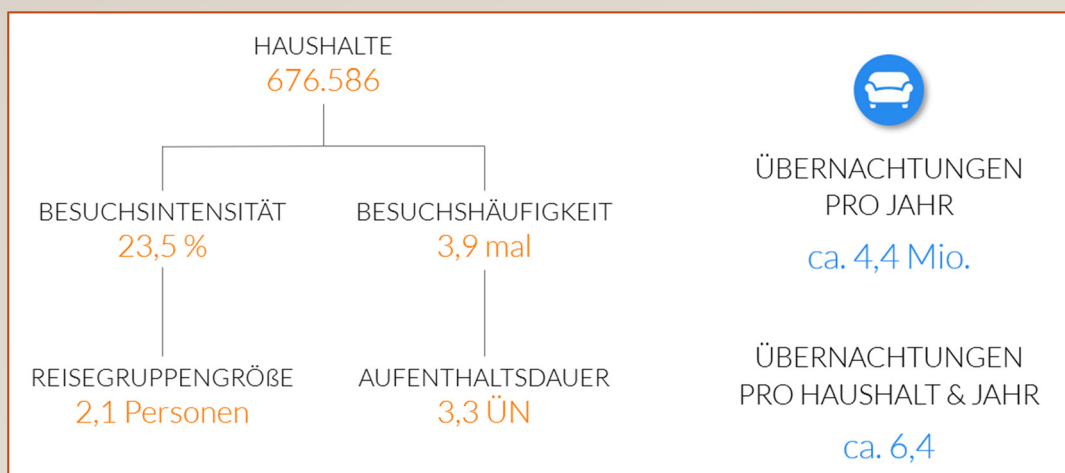 HAUSHALTE
676.586
BESUCHSINTENSITÄT
23,5 %
BESUCHSHÄUFIGKEIT
3,9 mal
REISEGRUPPENGRÖßE
2,1 Personen
AUFENTHALTSDAUER
3,3 ÜN
ÜBERNACHTUNGEN
PRO JAHR
ca. 4,4 Mio.
ÜBERNACHTUNGEN
PRO HAUSHALT & JAHR
ca. 6,4